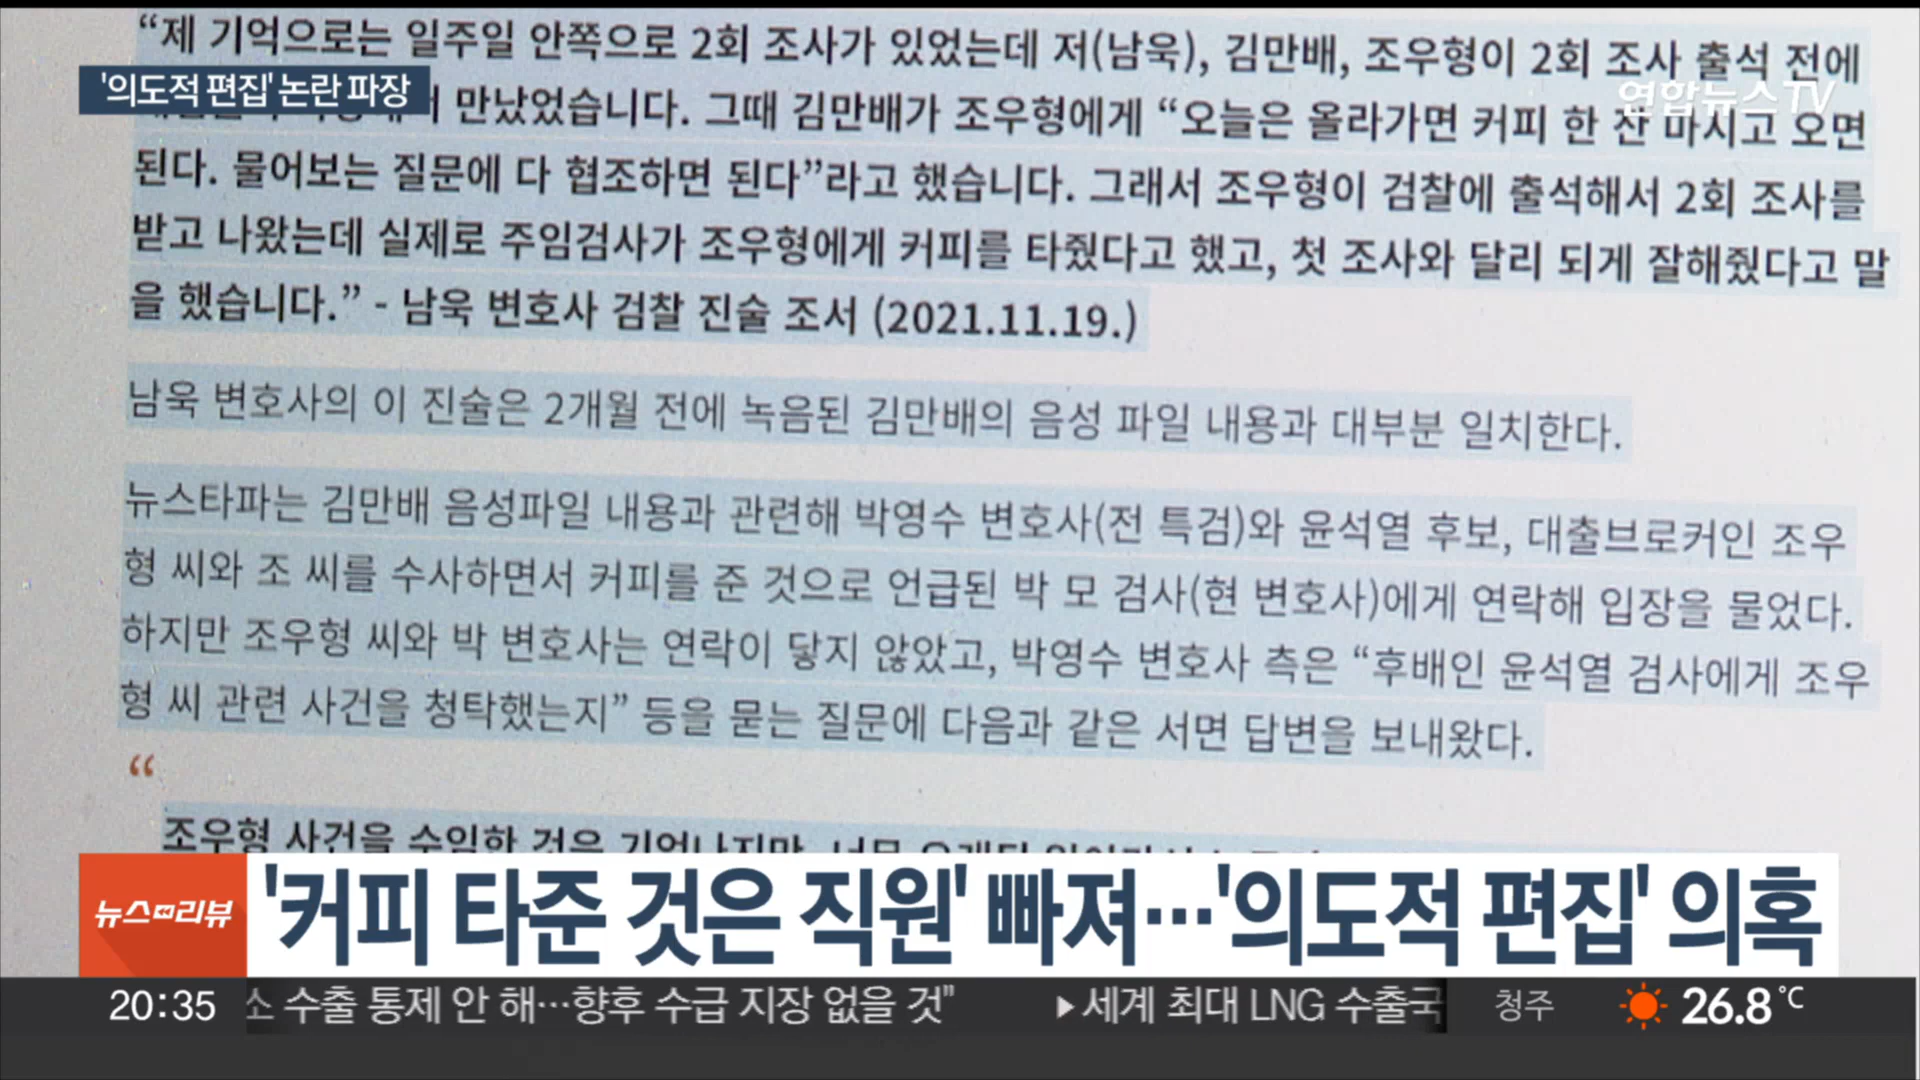 “제 기억으로는 일주일 안쪽으로 2회 조사가 있었는데 저(남욱), 김만배, 조우형이 2회 조사 출석 전에
'의도적 편집' 논란 파장
연합뉴스TV
만났었습니다. 그때 김만배가 조우형에게 “오늘은 올라가면 커피 한 잔 마시고 오면
된다. 물어보는 질문에 다 협조하면 된다”라고 했습니다. 그래서 조우형이 검찰에 출석해서 2회 조사를
받고 나왔는데 실제로 주임검사가 조우형에게 커피를 타줬다고 했고, 첫 조사와 달리 되게 잘해줬다고 말
을 했습니다.” - 남욱 변호사 검찰 진술 조서 (2021.11.19.)
남욱 변호사의 이 진술은 2개월 전에 녹음된 김만배의 음성 파일 내용과 대부분 일치한다.
뉴스타파는 김만배 음성파일 내용과 관련해 박영수 변호사(전 특검)와 윤석열 후보, 대출브로커인 조우
형 씨와 조 씨를 수사하면서 커피를 준 것으로 언급된 박 모 검사(현 변호사)에게 연락해 입장을 물었다.
하지만 조우형 씨와 박 변호사는 연락이 닿지 않았고, 박영수 변호사 측은 “후배인 윤석열 검사에게 조우
형 씨 관련 사건을 청탁했는지” 등을 묻는 질문에 다음과 같은 서면 답변을 보내왔다.
“
조우형 사건을 수임한 것은 기억나지만,
뉴스리뷰
'커피 타준 것은 직원' 빠져…'의도적 편집' 의혹
20:35
소 수출 통제 안 해…향후 수급 지장 없을 것” ▶세계 최대 LNG 수출국
청주
26.8℃